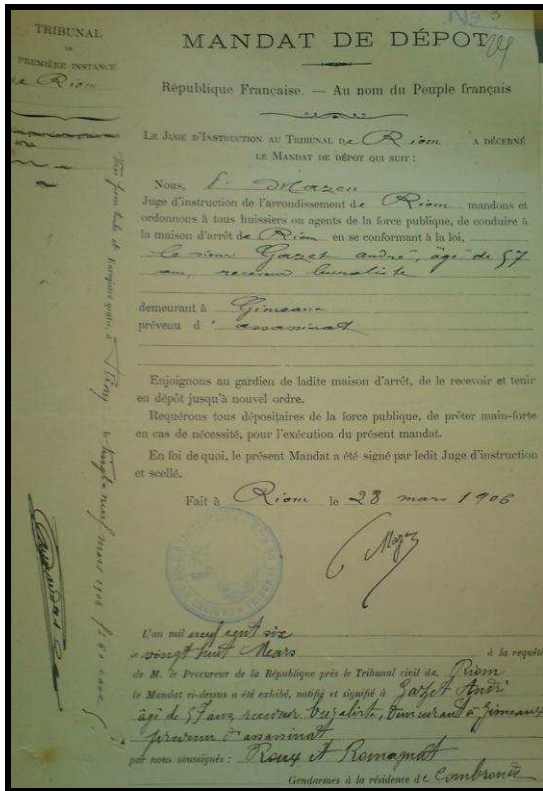 No 3
TRIBUNAL
DE
PREMIÈRE INSTANCE
de Riom
MANDAT DE DÉPOT
République Française. — Au nom du Peuple français
LE JUGE D'INSTRUCTION AU TRIBUNAL DE Riom A DÉCERNÉ
LE MANDAT DE DÉPOT QUI SUIT :
Nous, E. Mazen
Juge d'instruction de l'arrondissement de Riom mandons et
ordonnons à tous huissiers ou agents de la force publique, de conduire à
la maison d'arrêt de Riom en se conformant à la loi,
le sieur Gazet André, âgé de 57
ans, receveur buraliste
demeurant à Gimeaux
prévenu d'assassinat
Enjoignons au gardien de ladite maison d'arrêt, de le recevoir et tenir
en dépôt jusqu'à nouvel ordre.
Requérons tous dépositaires de la force publique, de prêter main-forte
en cas de nécessité, pour l'exécution du présent mandat.
En foi de quoi, le présent Mandat a été signé par ledit Juge d'instruction
et scellé.
Fait à Riom le 28 mars 1906
Mazen
L'an mil neuf cent six
le vingt huit Mars à la requête
de M. le Procureur de la République près le Tribunal civil de Riom
le Mandat ci-dessus a été exhibé, notifié et signifié à Gazet André
âgé de 57 ans receveur buraliste, demeurant à Gimeaux
prévenu d'assassinat
par nous soussignés : Roux et Romagnat
Gendarmes à la résidence de Combronde